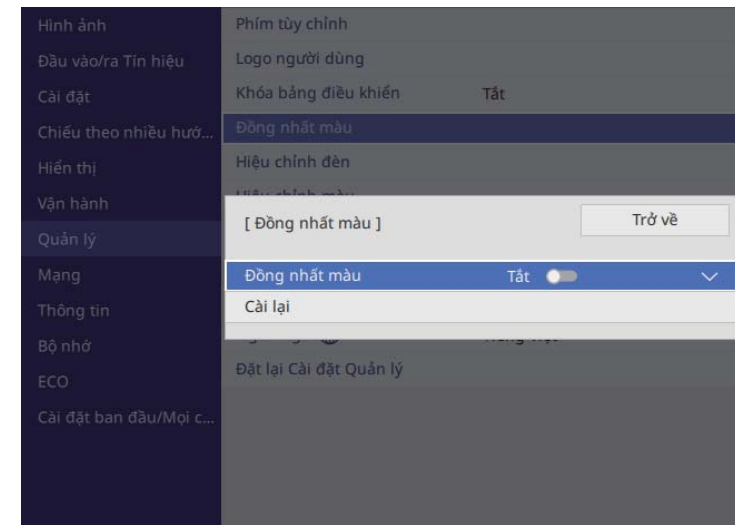 Hình ảnh
Đầu vào/ra Tín hiệu
Cài đặt
Chiếu theo nhiều hướ...
Hiển thị
Vận hành
Quản lý
Mạng
Thông tin
Bộ nhớ
ECO
Cài đặt ban đầu/Mọi c...
Phím tùy chỉnh
Logo người dùng
Khóa bảng điều khiển Tắt
Đồng nhất màu
Hiệu chỉnh đèn
[ Đồng nhất màu ] Trở về
Đồng nhất màu Tắt
Cài lại
Đặt lại Cài đặt Quản lý